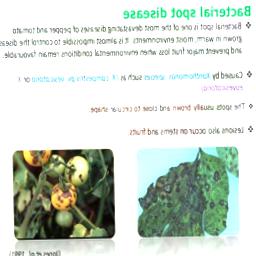 Bacterial spot disease
Bacterial spot is one of the most devastating diseases of pepper and tomato
grown in warm, moist environments. It is almost impossible to control the disease
and prevent major fruit loss when environmental conditions remain favourable.
Caused by Xanthomonas species such as X. campestris pv. vesicatoria or X.
euvesicatoria
The spots usually brown and close to circular shape
Lesions also occur on stems and fruits
(Jones et al., 1991)